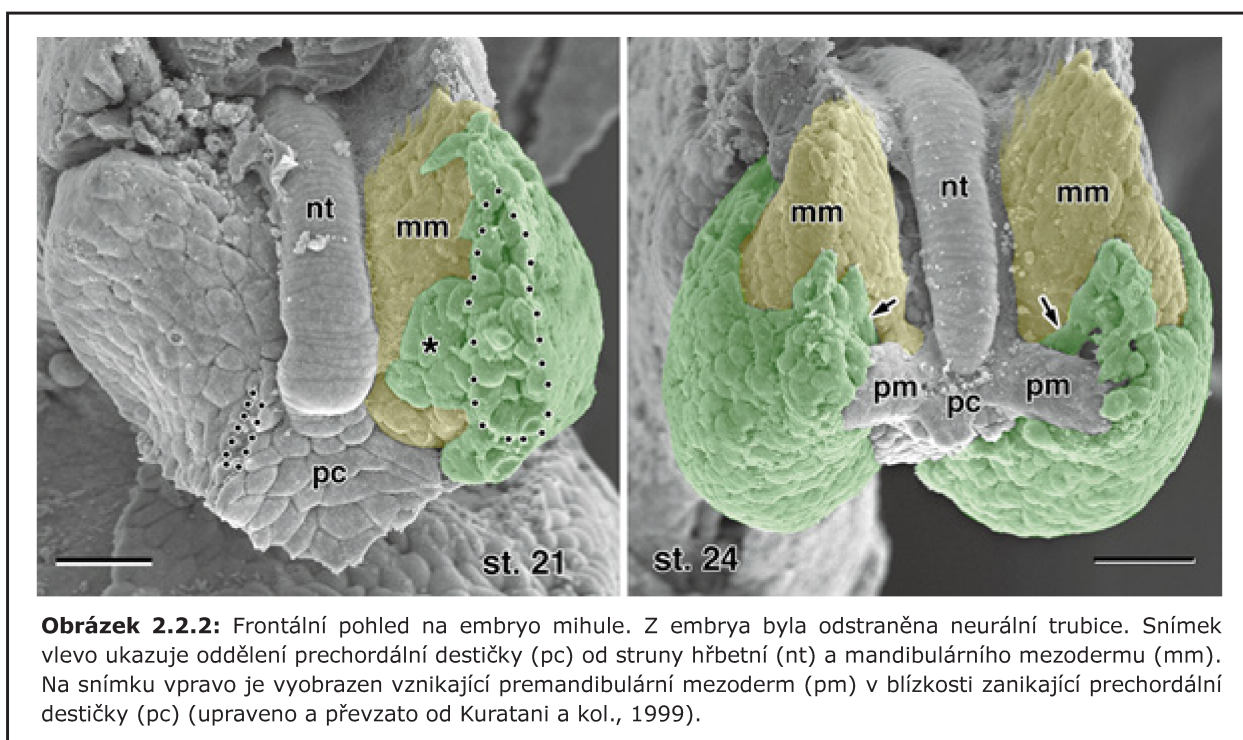 nt
mm
*
pc
st. 21
mm
nt
mm
pm
pc
pm
st. 24
Obrázek 2.2.2: Frontální pohled na embryo mihule. Z embrya byla odstraněna neurální trubice. Snímek
vlevo ukazuje oddělení prechordální destičky (pc) od struny hřbetní (nt) a mandibulárního mezodermu (mm).
Na snímku vpravo je vyobrazen vznikající premandibulární mezoderm (pm) v blízkosti zanikající prechordální
destičky (pc) (upraveno a převzato od Kuratani a kol., 1999).